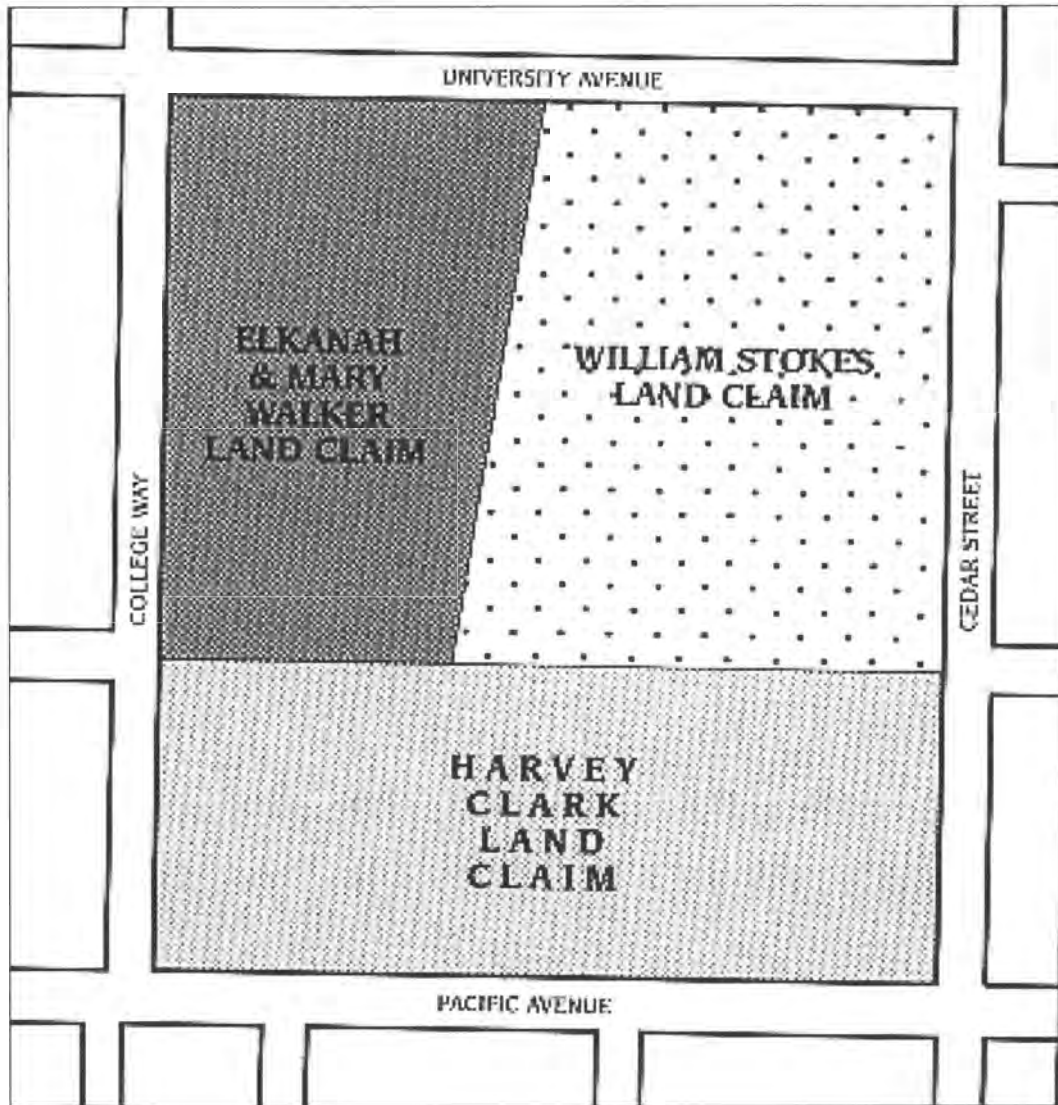 UNIVERSITY AVENUE
ELKANAH
& MARY
WALKER
LAND CLAIM
WILLIAM STOKES
LAND CLAIM
COLLEGE WAY
CEDAR STREET
HARVEY
CLARK
LAND
CLAIM
PACIFIC AVENUE